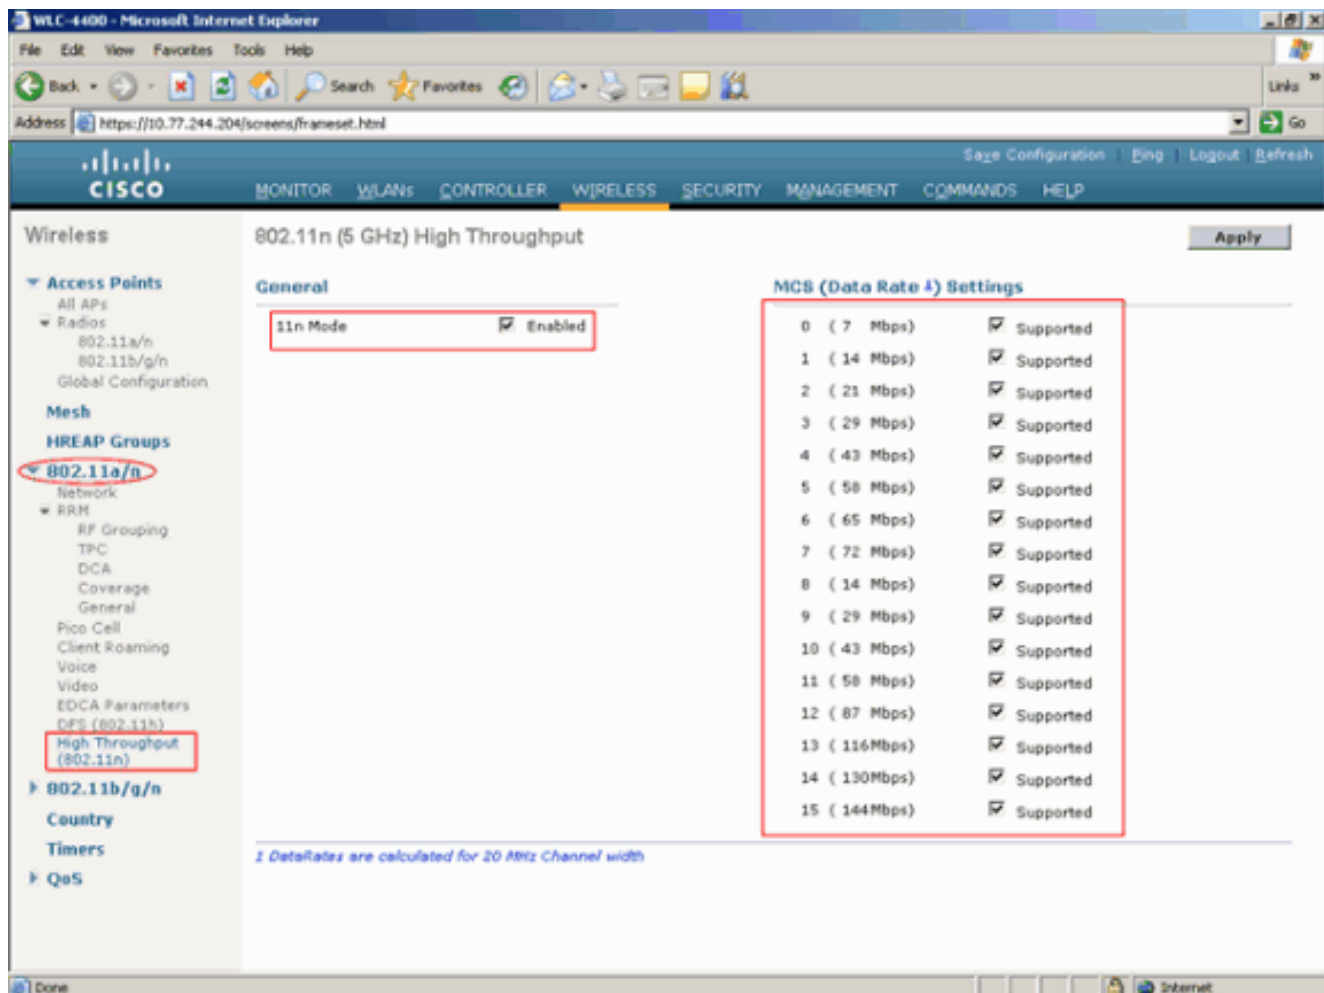 WLC-4400 - Microsoft Internet Explorer
File Edit View Favorites Tools Help
Back Search Favorites Links »
Address https://10.77.244.204/screens/frameset.html Go
Save Configuration | Ping | Logout | Refresh
CISCO MONITOR WLANs CONTROLLER WIRELESS SECURITY MANAGEMENT COMMANDS HELP
Wireless
Access Points
All APs
Radios
802.11a/n
802.11b/g/n
Global Configuration
Mesh
HREAP Groups
802.11a/n
Network
RRM
RF Grouping
TPC
DCA
Coverage
General
Pico Cell
Client Roaming
Voice
Video
EDCA Parameters
DFS (802.11h)
High Throughput
(802.11n)
802.11b/g/n
Country
Timers
QoS
802.11n (5 GHz) High Throughput Apply
General
11n Mode Enabled
MCS (Data Rate 1) Settings
0 ( 7 Mbps) Supported
1 ( 14 Mbps) Supported
2 ( 21 Mbps) Supported
3 ( 29 Mbps) Supported
4 ( 43 Mbps) Supported
5 ( 58 Mbps) Supported
6 ( 65 Mbps) Supported
7 ( 72 Mbps) Supported
8 ( 14 Mbps) Supported
9 ( 29 Mbps) Supported
10 ( 43 Mbps) Supported
11 ( 58 Mbps) Supported
12 ( 87 Mbps) Supported
13 ( 116Mbps) Supported
14 ( 130Mbps) Supported
15 ( 144Mbps) Supported
1 DataRates are calculated for 20 MHz Channel width
Done Internet